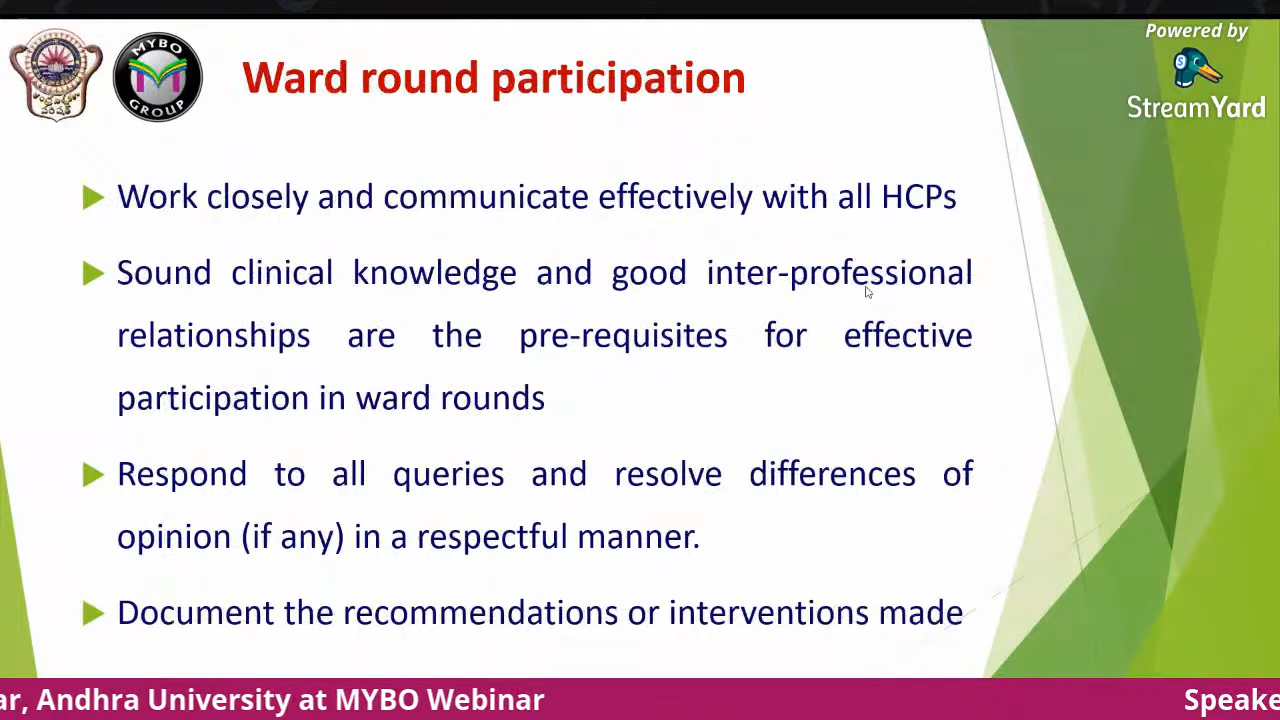 Powered by
StreamYard
MYBO
GROUP
Ward round participation
Work closely and communicate effectively with all HCPs
Sound clinical knowledge and good inter-professional
relationships are the pre-requisites for effective
participation in ward rounds
Respond to all queries and resolve differences of
opinion (if any) in a respectful manner.
Document the recommendations or interventions made
ar, Andhra University at MYBO Webinar
Speake